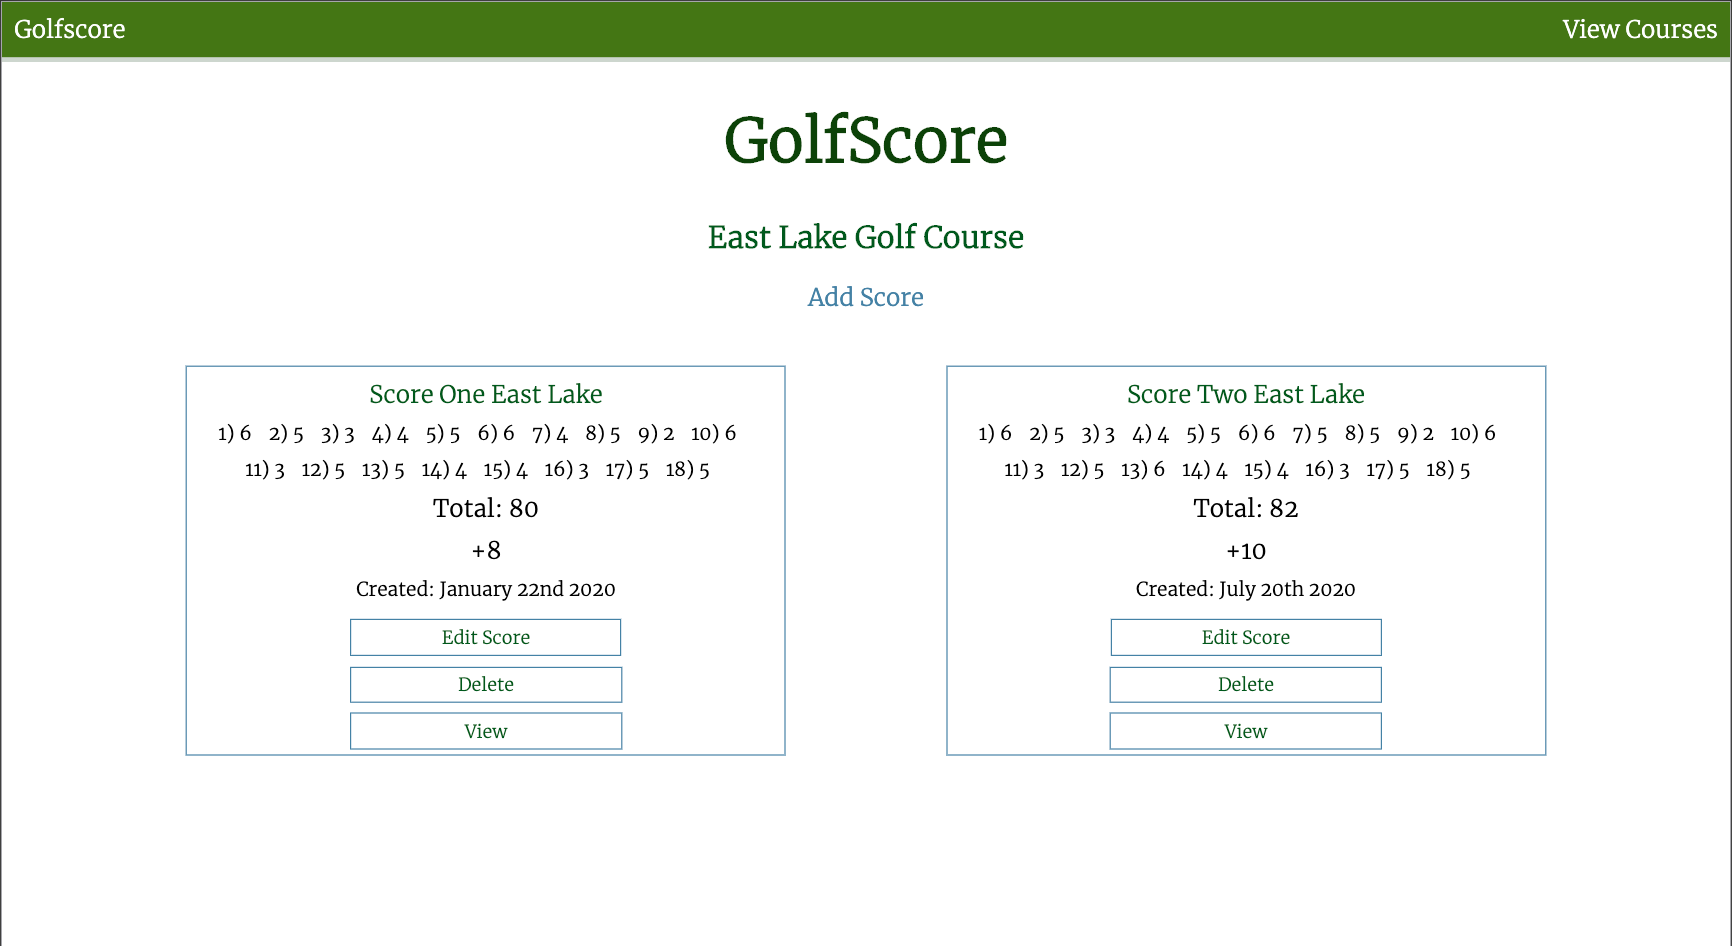 Golfscore View Courses
GolfScore
East Lake Golf Course
Add Score
Score One East Lake
1) 6 2) 5 3) 3 4) 4 5) 5 6) 6 7) 4 8) 5 9) 2 10) 6
11) 3 12) 5 13) 5 14) 4 15) 4 16) 3 17) 5 18) 5
Total: 80
+8
Created: January 22nd 2020
Edit Score
Delete
View
Score Two East Lake
1) 6 2) 5 3) 3 4) 4 5) 5 6) 6 7) 5 8) 5 9) 2 10) 6
11) 3 12) 5 13) 6 14) 4 15) 4 16) 3 17) 5 18) 5
Total: 82
+10
Created: July 20th 2020
Edit Score
Delete
View